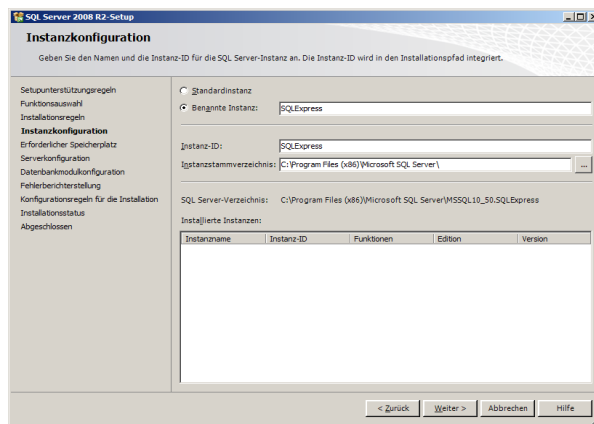 SQL Server 2008 R2-Setup
Instanzkonfiguration
Geben Sie den Namen und die Instanz-ID für die SQL Server-Instanz an. Die Instanz-ID wird in den Installationspfad integriert.
Setupunterstützungsregeln
Funktionsauswahl
Installationsregeln
Instanzkonfiguration
Erforderlicher Speicherplatz
Serverkonfiguration
Datenbankmodulkonfiguration
Fehlerberichterstellung
Konfigurationsregeln für die Installation
Installationsstatus
Abgeschlossen
Standardinstanz
Benannte Instanz: SQLExpress
Instanz-ID: SQLExpress
Instanzstammverzeichnis: C:\Program Files (x86)\Microsoft SQL Server\ ...
SQL Server-Verzeichnis: C:\Program Files (x86)\Microsoft SQL Server\MSSQL10_50.SQLExpress
Installierte Instanzen:
Instanzname Instanz-ID Funktionen Edition Version
< Zurück Weiter > Abbrechen Hilfe